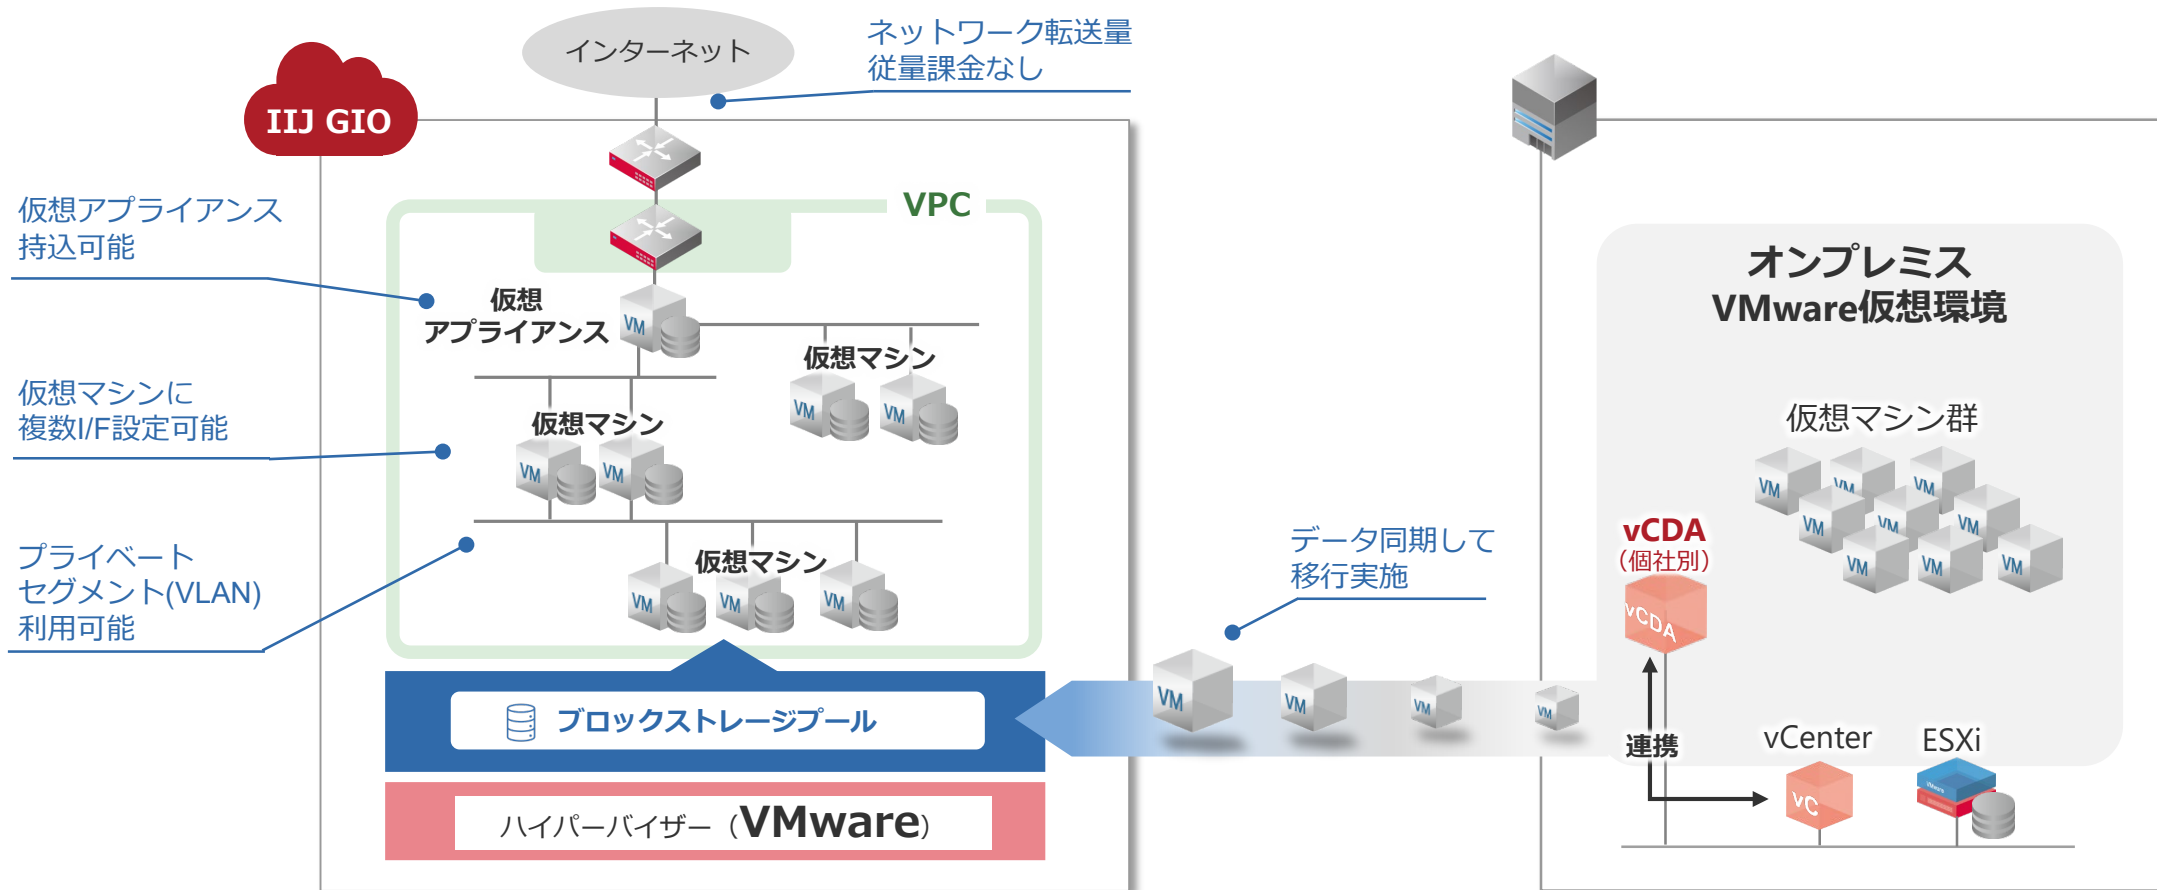 インターネット
ネットワーク転送量
従量課金なし
IIJ GIO
VPC
仮想アプライアンス
持込可能
仮想
アプライアンス
VM
仮想マシン
VM
VM
仮想マシンに
複数I/F設定可能
仮想マシン
VM
VM
プライベート
セグメント(VLAN)
利用可能
仮想マシン
VM
VM
VM
ブロックストレージプール
ハイパーバイザー（VMware）
データ同期して
移行実施
VM
VM
VM
VM
オンプレミス
VMware仮想環境
仮想マシン群
VM
VM
VM
VM
VM
VM
VM
VM
VM
vCDA
（個社別）
vCDA
連携
vCenter
ESXi
vC
vmware